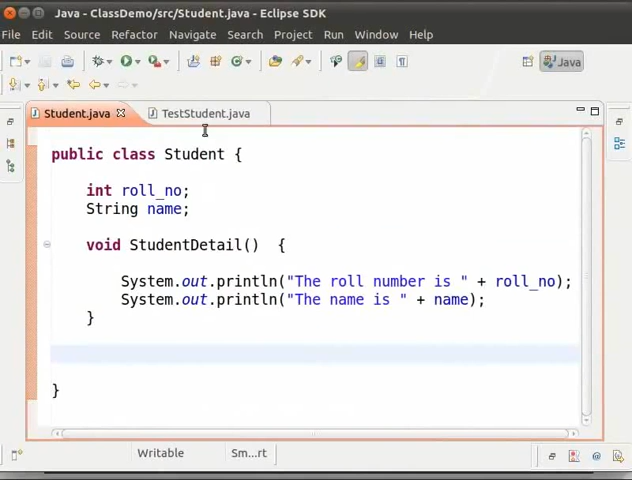 Java - ClassDemo/src/Student.java - Eclipse SDK
File Edit Source Refactor Navigate Search Project Run Window Help
Java
Student.java TestStudent.java
public class Student {
int roll_no;
String name;
void StudentDetail() {
System.out.println("The roll number is " + roll_no);
System.out.println("The name is " + name);
}
}
Writable Sm...rt